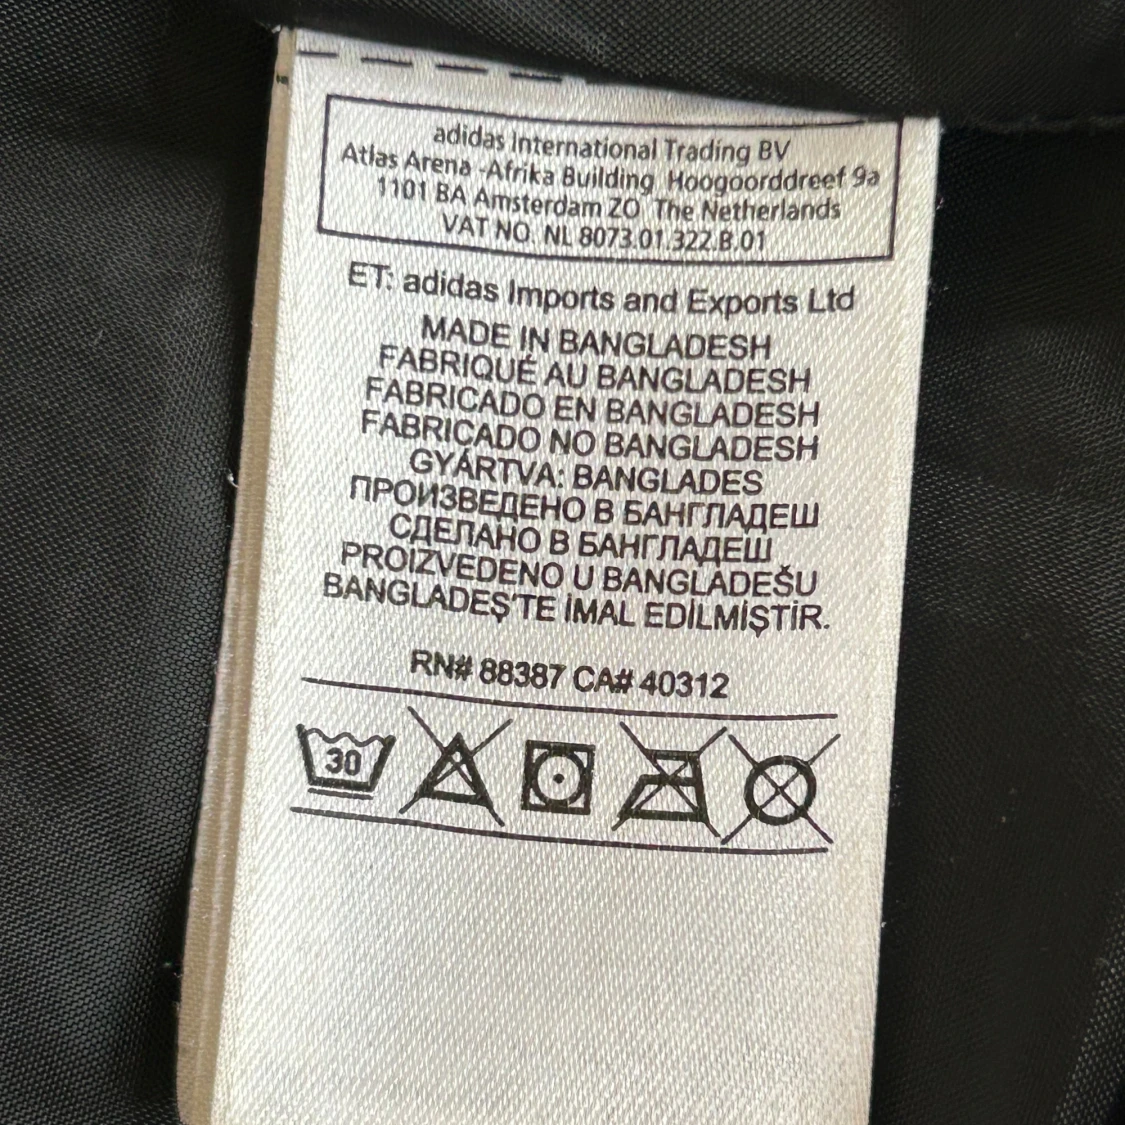 adidas International Trading BV
Atlas Arena -Afrika Building Hoogoorddreef 9a
1101 BA Amsterdam ZO The Netherlands
VAT NO. NL 8073.01.322.B.01
ET: adidas Imports and Exports Ltd
MADE IN BANGLADESH
FABRIQUÉ AU BANGLADESH
FABRICADO EN BANGLADESH
FABRICADO NO BANGLADESH
GYÁRTVA: BANGLADES
ПРОИЗВЕДЕНО В БАНГЛАДЕШ
СДЕЛАНО В БАНГЛАДЕШ
PROIZVEDENO U BANGLADEŠU
BANGLADEŞ'TE İMAL EDİLMİŞTİR.
RN# 88387 CA# 40312
30